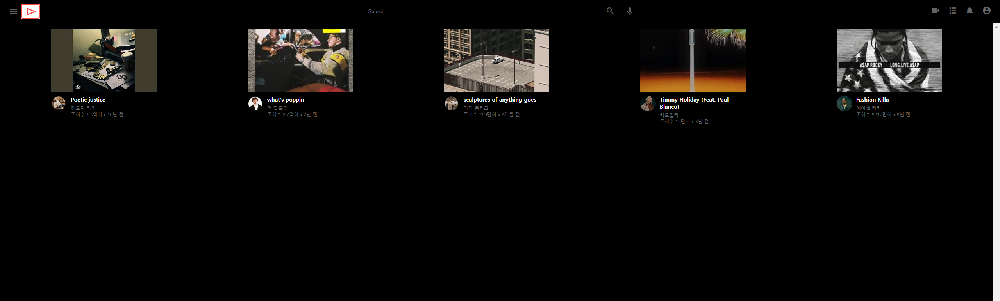 Search
TDE
A$AP ROCKY LONG.LIVE.A$AP
Poetic justice
켄드릭 라마
조회수 1.5억회 • 10년 전
what's poppin
잭 할로우
조회수 2.7억회 • 2년 전
sculptures of anything goes
악틱 몽키즈
조회수 269만회 • 3개월 전
Timmy Holiday (Feat. Paul
Blanco)
키드밀리
조회수 12만회 • 3년 전
Fashion Killa
에이셉 라키
조회수 9217만회 • 9년 전